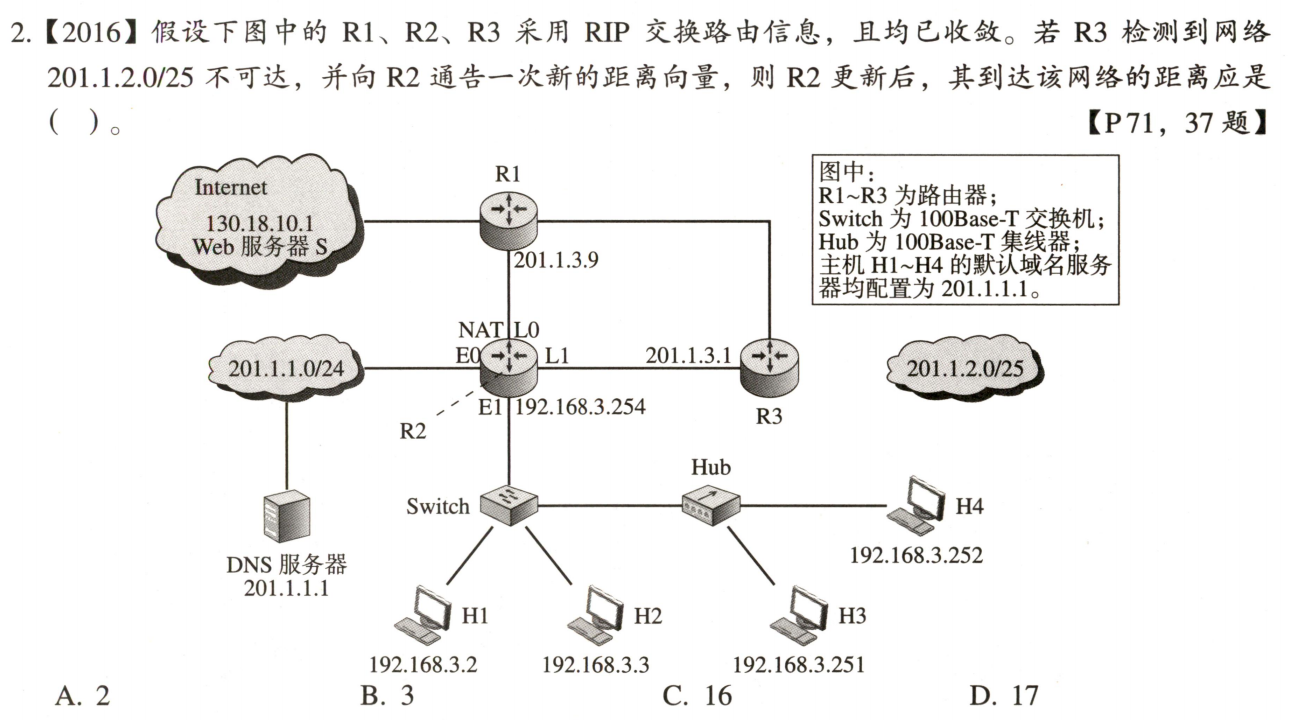 2.【2016】假设下图中的 R1、R2、R3 采用 RIP 交换路由信息，且均已收敛。若 R3 检测到网络
201.1.2.0/25 不可达，并向 R2 通告一次新的距离向量，则 R2 更新后，其到达该网络的距离应是
（ ）。 【P71，37 题】
R1
Internet
130.18.10.1
Web 服务器 S
201.1.3.9
图中：
R1~R3 为路由器；
Switch 为 100Base-T 交换机；
Hub 为 100Base-T 集线器；
主机 H1~H4 的默认域名服务
器均配置为 201.1.1.1。
NAT L0
201.1.1.0/24
E0
L1
201.1.3.1
201.1.2.0/25
E1 192.168.3.254
R2
R3
Switch
Hub
H4
192.168.3.252
DNS 服务器
201.1.1.1
H1
H2
H3
192.168.3.2
192.168.3.3
192.168.3.251
A. 2 B. 3 C. 16 D. 17